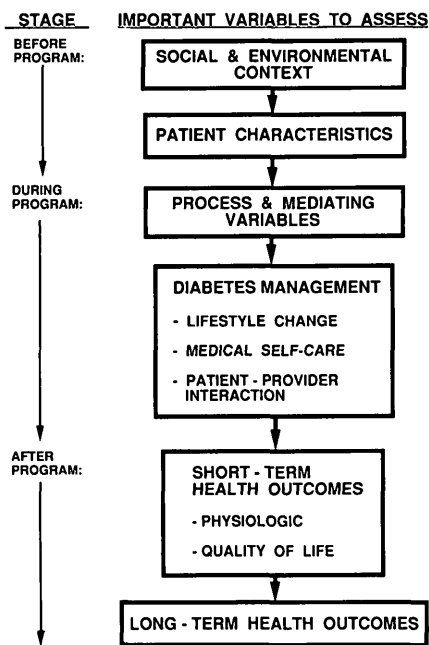 STAGE IMPORTANT VARIABLES TO ASSESS
BEFORE
PROGRAM:
SOCIAL & ENVIRONMENTAL
CONTEXT
PATIENT CHARACTERISTICS
DURING
PROGRAM:
PROCESS & MEDIATING
VARIABLES
DIABETES MANAGEMENT
- LIFESTYLE CHANGE
- MEDICAL SELF-CARE
- PATIENT - PROVIDER
INTERACTION
AFTER
PROGRAM:
SHORT - TERM
HEALTH OUTCOMES
- PHYSIOLOGIC
- QUALITY OF LIFE
LONG - TERM HEALTH OUTCOMES